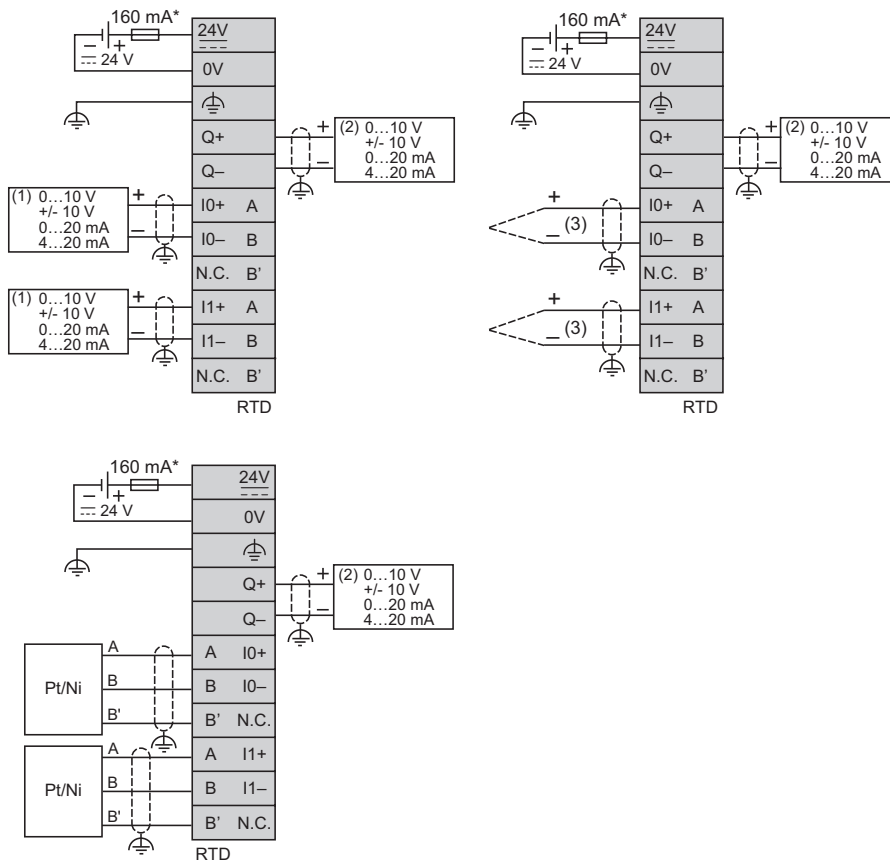 160 mA*
24V
– +
24 V
0V
Q+
Q–
I0+ A
I0– B
N.C. B'
I1+ A
I1– B
N.C. B'
RTD
+ (2) 0...10 V
+/- 10 V
– 0...20 mA
4...20 mA
(1) 0...10 V +
+/- 10 V
0...20 mA –
4...20 mA
(1) 0...10 V +
+/- 10 V
0...20 mA –
4...20 mA
160 mA*
24V
– +
24 V
0V
Q+
Q–
I0+ A
I0– B
N.C. B'
I1+ A
I1– B
N.C. B'
RTD
+ (2) 0...10 V
+/- 10 V
– 0...20 mA
4...20 mA
+
– (3)
+
– (3)
160 mA*
24V
– +
24 V
0V
Q+
Q–
A I0+
B I0–
B' N.C.
A I1+
B I1–
B' N.C.
RTD
+ (2) 0...10 V
+/- 10 V
– 0...20 mA
4...20 mA
Pt/Ni
A
B
B'
Pt/Ni
A
B
B'